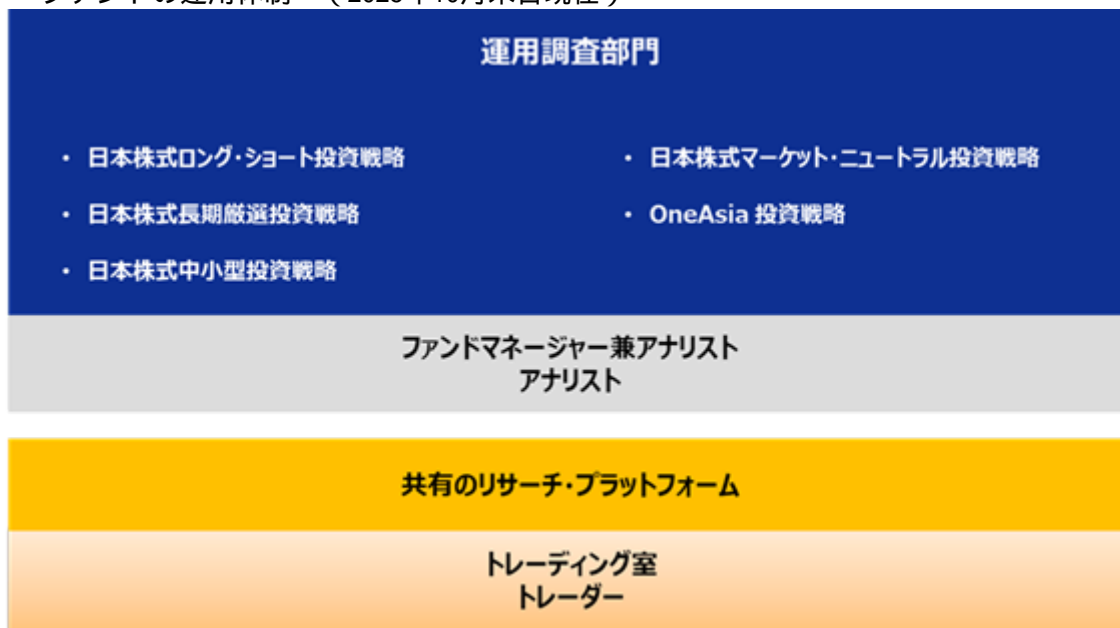 運用調査部門
・ 日本株式ロング・ショート投資戦略
・ 日本株式マーケット・ニュートラル投資戦略
・ 日本株式長期厳選投資戦略
・ OneAsia 投資戦略
・ 日本株式中小型投資戦略
ファンドマネージャー兼アナリスト
アナリスト
共有のリサーチ・プラットフォーム
トレーディング室
トレーダー